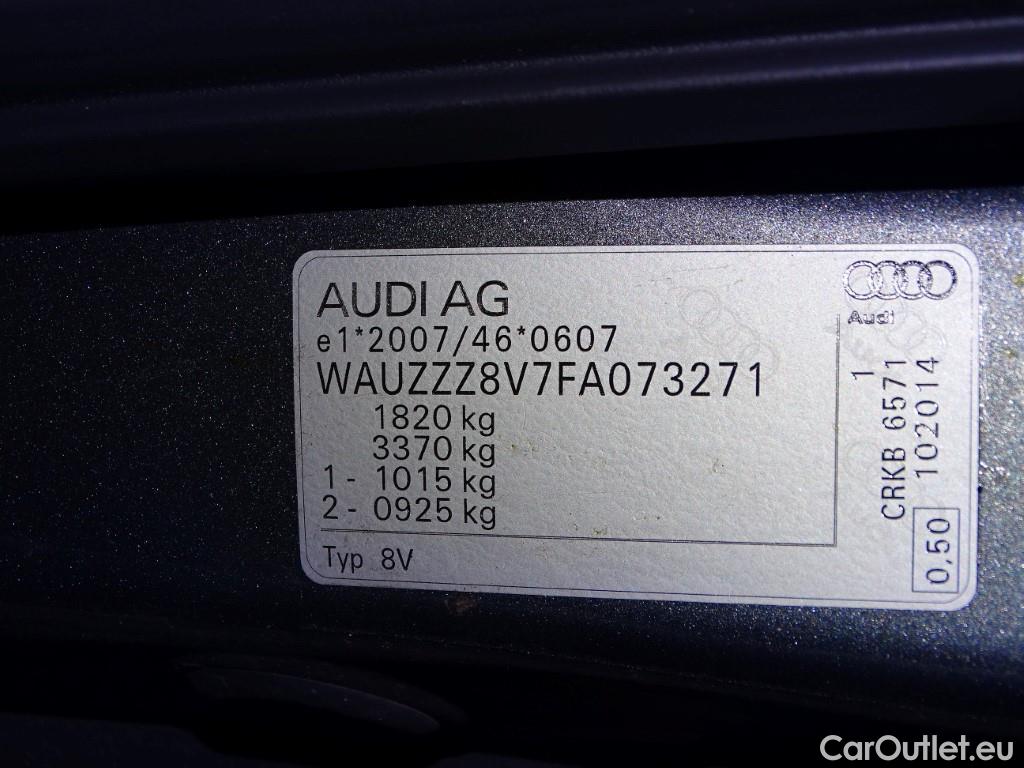 AUDI AG
e1*2007/46*0607
WAUZZZ8V7FA073271
1820 kg
3370 kg
1 - 1015 kg
2 - 0925 kg
Typ 8V
Audi
1
CRKB 6571
102014
0,50
CarOutlet.eu